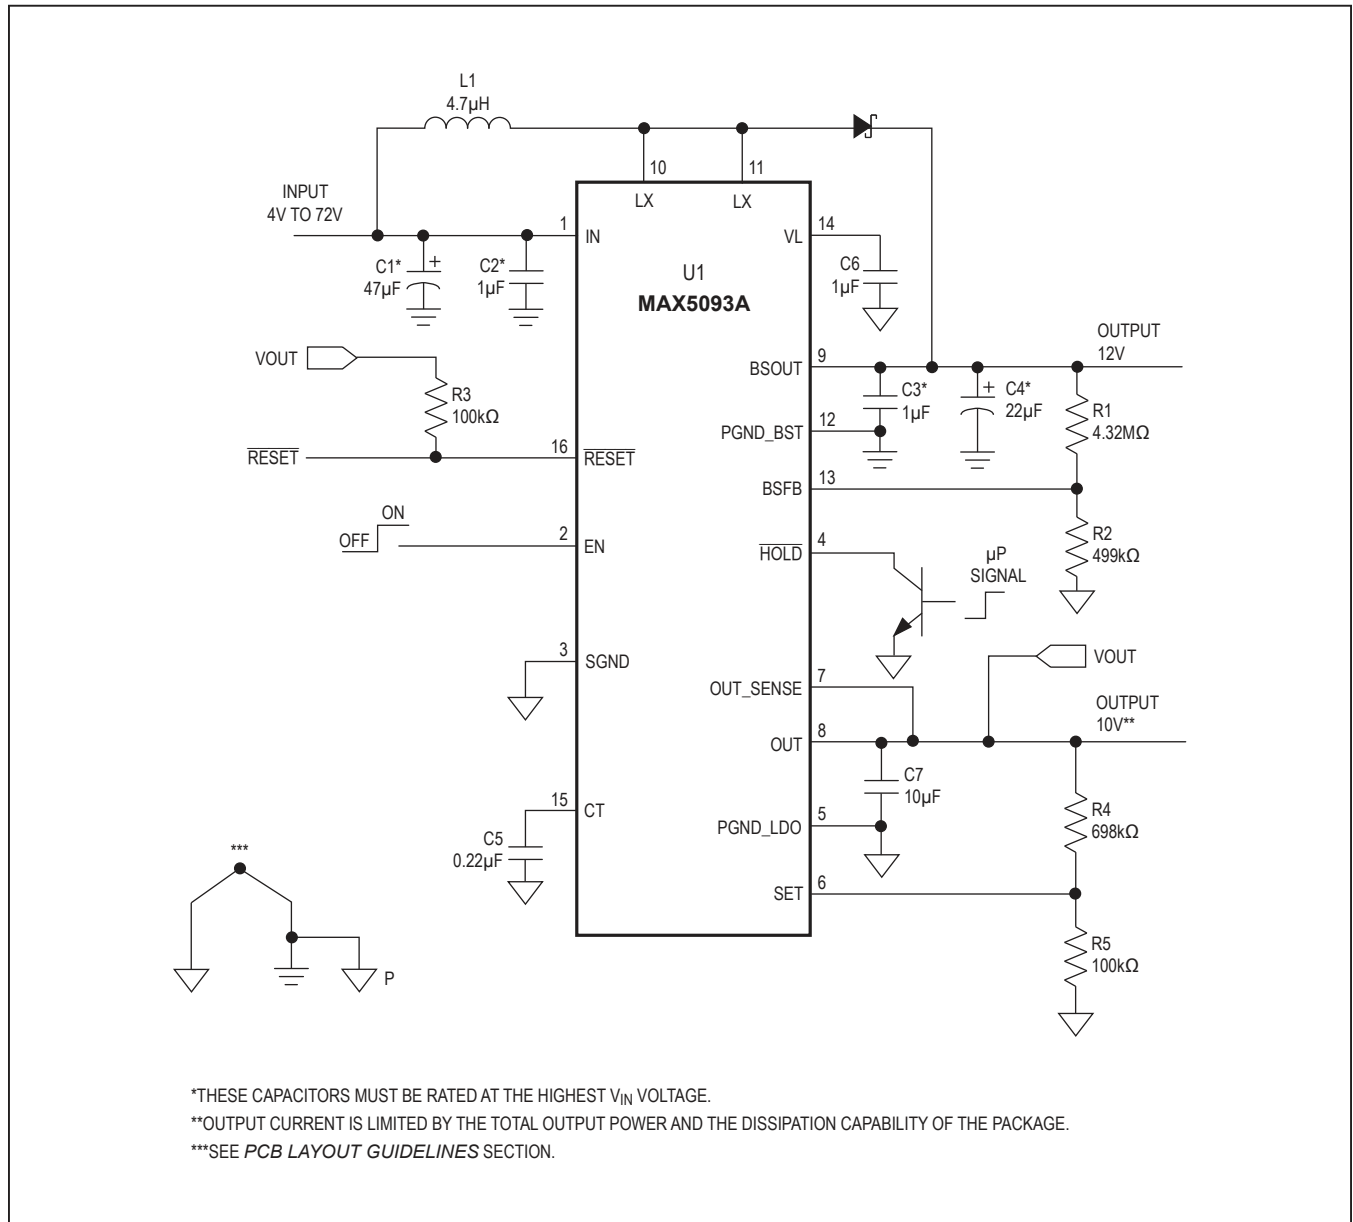 L1
4.7µH
10
11
LX
LX
INPUT
4V TO 72V
1
IN
VL
14
C1*
+
47µF
C2*
1µF
U1
MAX5093A
C6
1µF
OUTPUT
12V
VOUT
BSOUT
9
R3
100kΩ
C3*
1µF
+
C4*
22µF
R1
4.32MΩ
PGND_BST
12
RESET
16
RESET
BSFB
13
ON
OFF
2
EN
HOLD
4
µP
SIGNAL
R2
499kΩ
3
SGND
VOUT
OUT_SENSE
7
OUTPUT
10V**
OUT
8
C7
10µF
15
CT
PGND_LDO
5
R4
698kΩ
C5
0.22µF
***
SET
6
R5
100kΩ
P
*THESE CAPACITORS MUST BE RATED AT THE HIGHEST VIN VOLTAGE.
**OUTPUT CURRENT IS LIMITED BY THE TOTAL OUTPUT POWER AND THE DISSIPATION CAPABILITY OF THE PACKAGE.
***SEE PCB LAYOUT GUIDELINES SECTION.